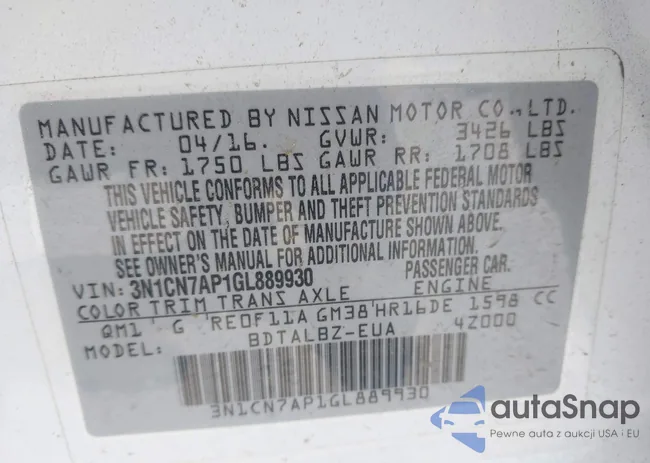 MANUFACTURED BY NISSAN MOTOR CO., LTD.
DATE: 04/16. GVWR: 3426 LBS
GAWR FR: 1750 LBS GAWR RR: 1708 LBS
THIS VEHICLE CONFORMS TO ALL APPLICABLE FEDERAL MOTOR
VEHICLE SAFETY, BUMPER AND THEFT PREVENTION STANDARDS
IN EFFECT ON THE DATE OF MANUFACTURE SHOWN ABOVE.
SEE OWNER'S MANUAL FOR ADDITIONAL INFORMATION.
VIN: 3N1CN7AP1GL889930 PASSENGER CAR.
COLOR TRIM TRANS AXLE ENGINE
QM1 G RE0F11A GM38 HR16DE 1598 CC
MODEL: BDTALBZ-EUA 4Z000
3N1CN7AP1GL889930
autaSnap
Pewne auta z aukcji USA i EU